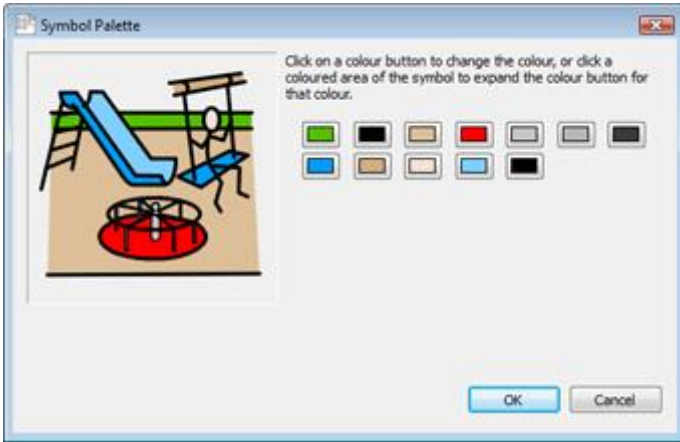 Symbol Palette
Click on a colour button to change the colour, or click a
coloured area of the symbol to expand the colour button for
that colour.
OK
Cancel